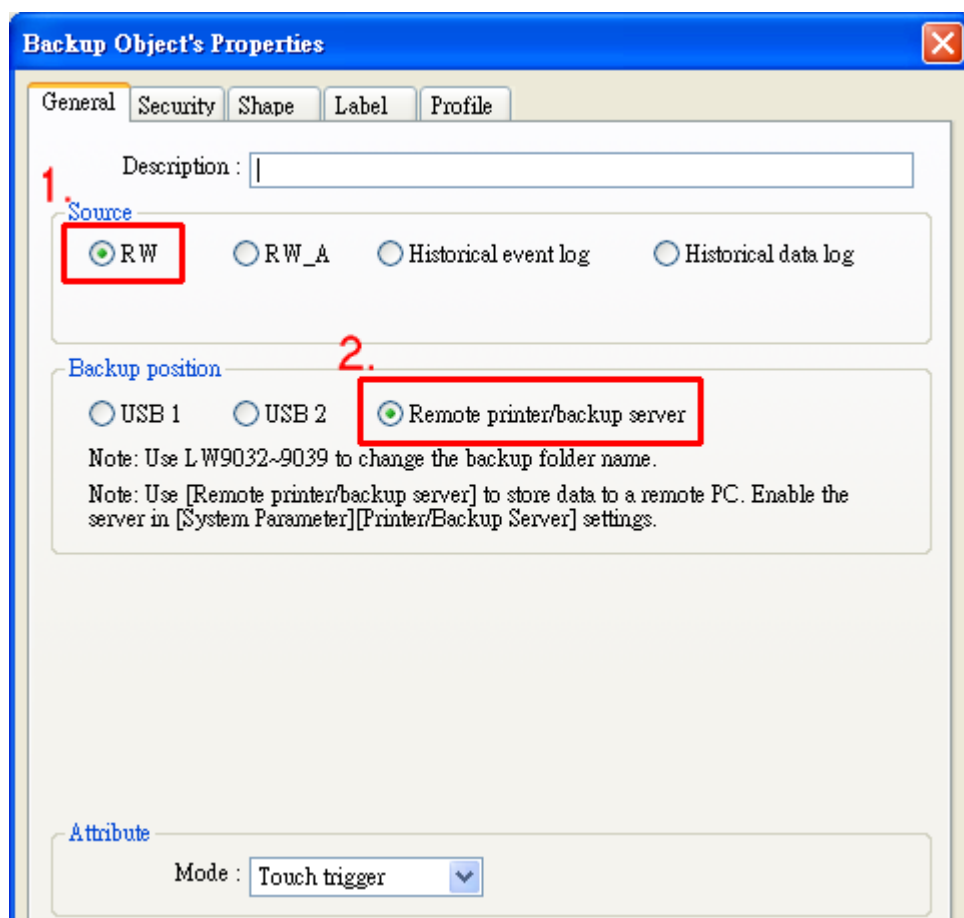 Backup Object's Properties
General Security Shape Label Profile
Description :
1.
Source
RW RW_A Historical event log Historical data log
2.
Backup position
USB 1 USB 2 Remote printer/backup server
Note: Use LW9032~9039 to change the backup folder name.
Note: Use [Remote printer/backup server] to store data to a remote PC. Enable the
server in [System Parameter][Printer/Backup Server] settings.
Attribute
Mode : Touch trigger